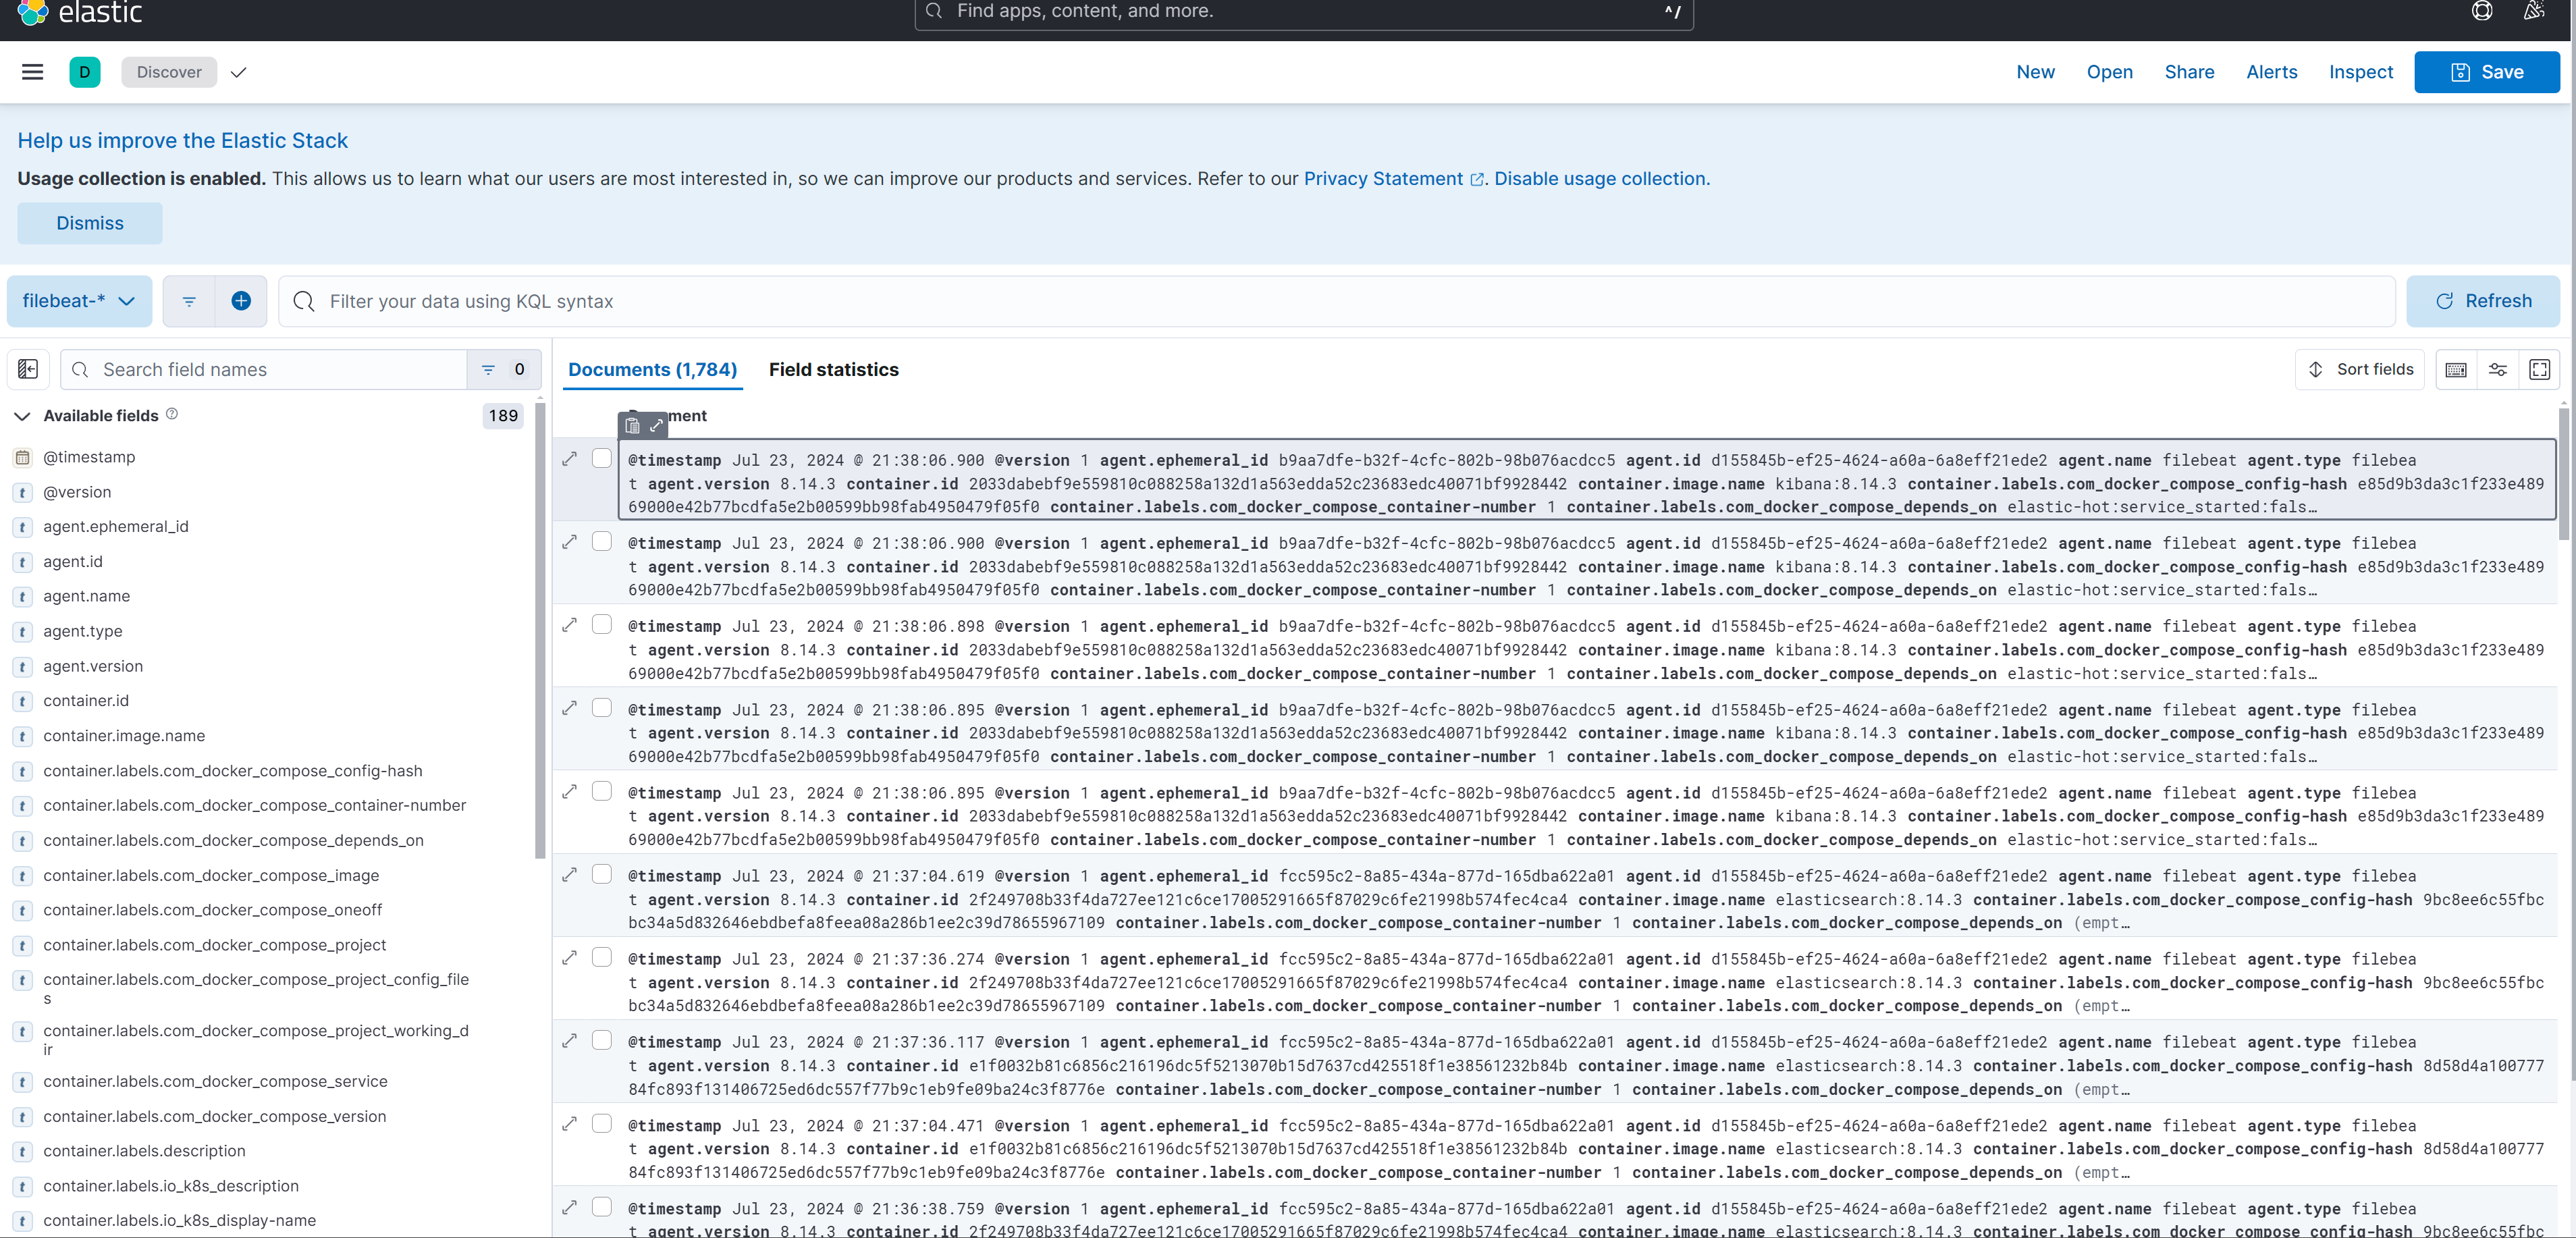 elastic
Find apps, content, and more.
^/
D
Discover
New
Open
Share
Alerts
Inspect
Save
Help us improve the Elastic Stack
Usage collection is enabled. This allows us to learn what our users are most interested in, so we can improve our products and services. Refer to our Privacy Statement. Disable usage collection.
Dismiss
filebeat-*
Filter your data using KQL syntax
Refresh
Search field names
0
Available fields
189
@timestamp
t @version
t agent.ephemeral_id
t agent.id
t agent.name
t agent.type
t agent.version
t container.id
t container.image.name
t container.labels.com_docker_compose_config-hash
t container.labels.com_docker_compose_container-number
t container.labels.com_docker_compose_depends_on
t container.labels.com_docker_compose_image
t container.labels.com_docker_compose_oneoff
t container.labels.com_docker_compose_project
t container.labels.com_docker_compose_project_config_file
s
t container.labels.com_docker_compose_project_working_d
ir
t container.labels.com_docker_compose_service
t container.labels.com_docker_compose_version
t container.labels.description
t container.labels.io_k8s_description
t container.labels.io_k8s_display-name
Documents (1,784)
Field statistics
Sort fields
ment
@timestamp Jul 23, 2024 @ 21:38:06.900 @version 1 agent.ephemeral_id b9aa7dfe-b32f-4cfc-802b-98b076acdcc5 agent.id d155845b-ef25-4624-a60a-6a8eff21ede2 agent.name filebeat agent.type filebea
t agent.version 8.14.3 container.id 2033dabebf9e559810c088258a132d1a563edda52c23683edc40071bf9928442 container.image.name kibana:8.14.3 container.labels.com_docker_compose_config-hash e85d9b3da3c1f233e489
69000e42b77bcdfa5e2b00599bb98fab4950479f05f0 container.labels.com_docker_compose_container-number 1 container.labels.com_docker_compose_depends_on elastic-hot:service_started:fals…
@timestamp Jul 23, 2024 @ 21:38:06.900 @version 1 agent.ephemeral_id b9aa7dfe-b32f-4cfc-802b-98b076acdcc5 agent.id d155845b-ef25-4624-a60a-6a8eff21ede2 agent.name filebeat agent.type filebea
t agent.version 8.14.3 container.id 2033dabebf9e559810c088258a132d1a563edda52c23683edc40071bf9928442 container.image.name kibana:8.14.3 container.labels.com_docker_compose_config-hash e85d9b3da3c1f233e489
69000e42b77bcdfa5e2b00599bb98fab4950479f05f0 container.labels.com_docker_compose_container-number 1 container.labels.com_docker_compose_depends_on elastic-hot:service_started:fals…
@timestamp Jul 23, 2024 @ 21:38:06.898 @version 1 agent.ephemeral_id b9aa7dfe-b32f-4cfc-802b-98b076acdcc5 agent.id d155845b-ef25-4624-a60a-6a8eff21ede2 agent.name filebeat agent.type filebea
t agent.version 8.14.3 container.id 2033dabebf9e559810c088258a132d1a563edda52c23683edc40071bf9928442 container.image.name kibana:8.14.3 container.labels.com_docker_compose_config-hash e85d9b3da3c1f233e489
69000e42b77bcdfa5e2b00599bb98fab4950479f05f0 container.labels.com_docker_compose_container-number 1 container.labels.com_docker_compose_depends_on elastic-hot:service_started:fals…
@timestamp Jul 23, 2024 @ 21:38:06.895 @version 1 agent.ephemeral_id b9aa7dfe-b32f-4cfc-802b-98b076acdcc5 agent.id d155845b-ef25-4624-a60a-6a8eff21ede2 agent.name filebeat agent.type filebea
t agent.version 8.14.3 container.id 2033dabebf9e559810c088258a132d1a563edda52c23683edc40071bf9928442 container.image.name kibana:8.14.3 container.labels.com_docker_compose_config-hash e85d9b3da3c1f233e489
69000e42b77bcdfa5e2b00599bb98fab4950479f05f0 container.labels.com_docker_compose_container-number 1 container.labels.com_docker_compose_depends_on elastic-hot:service_started:fals…
@timestamp Jul 23, 2024 @ 21:38:06.895 @version 1 agent.ephemeral_id b9aa7dfe-b32f-4cfc-802b-98b076acdcc5 agent.id d155845b-ef25-4624-a60a-6a8eff21ede2 agent.name filebeat agent.type filebea
t agent.version 8.14.3 container.id 2033dabebf9e559810c088258a132d1a563edda52c23683edc40071bf9928442 container.image.name kibana:8.14.3 container.labels.com_docker_compose_config-hash e85d9b3da3c1f233e489
69000e42b77bcdfa5e2b00599bb98fab4950479f05f0 container.labels.com_docker_compose_container-number 1 container.labels.com_docker_compose_depends_on elastic-hot:service_started:fals…
@timestamp Jul 23, 2024 @ 21:37:04.619 @version 1 agent.ephemeral_id fcc595c2-8a85-434a-877d-165dba622a01 agent.id d155845b-ef25-4624-a60a-6a8eff21ede2 agent.name filebeat agent.type filebea
t agent.version 8.14.3 container.id 2f249708b33f4da727ee121c6ce17005291665f87029c6fe21998b574fec4ca4 container.image.name elasticsearch:8.14.3 container.labels.com_docker_compose_config-hash 9bc8ee6c55fbc
bc34a5d832646ebdbefa8feea08a286b1ee2c39d78655967109 container.labels.com_docker_compose_container-number 1 container.labels.com_docker_compose_depends_on (empt…
@timestamp Jul 23, 2024 @ 21:37:36.274 @version 1 agent.ephemeral_id fcc595c2-8a85-434a-877d-165dba622a01 agent.id d155845b-ef25-4624-a60a-6a8eff21ede2 agent.name filebeat agent.type filebea
t agent.version 8.14.3 container.id 2f249708b33f4da727ee121c6ce17005291665f87029c6fe21998b574fec4ca4 container.image.name elasticsearch:8.14.3 container.labels.com_docker_compose_config-hash 9bc8ee6c55fbc
bc34a5d832646ebdbefa8feea08a286b1ee2c39d78655967109 container.labels.com_docker_compose_container-number 1 container.labels.com_docker_compose_depends_on (empt…
@timestamp Jul 23, 2024 @ 21:37:36.117 @version 1 agent.ephemeral_id fcc595c2-8a85-434a-877d-165dba622a01 agent.id d155845b-ef25-4624-a60a-6a8eff21ede2 agent.name filebeat agent.type filebea
t agent.version 8.14.3 container.id e1f0032b81c6856c216196dc5f5213070b15d7637cd425518f1e38561232b84b container.image.name elasticsearch:8.14.3 container.labels.com_docker_compose_config-hash 8d58d4a100777
84fc893f131406725ed6dc557f77b9c1eb9fe09ba24c3f8776e container.labels.com_docker_compose_container-number 1 container.labels.com_docker_compose_depends_on (empt…
@timestamp Jul 23, 2024 @ 21:37:04.471 @version 1 agent.ephemeral_id fcc595c2-8a85-434a-877d-165dba622a01 agent.id d155845b-ef25-4624-a60a-6a8eff21ede2 agent.name filebeat agent.type filebea
t agent.version 8.14.3 container.id e1f0032b81c6856c216196dc5f5213070b15d7637cd425518f1e38561232b84b container.image.name elasticsearch:8.14.3 container.labels.com_docker_compose_config-hash 8d58d4a100777
84fc893f131406725ed6dc557f77b9c1eb9fe09ba24c3f8776e container.labels.com_docker_compose_container-number 1 container.labels.com_docker_compose_depends_on (empt…
@timestamp Jul 23, 2024 @ 21:36:38.759 @version 1 agent.ephemeral_id fcc595c2-8a85-434a-877d-165dba622a01 agent.id d155845b-ef25-4624-a60a-6a8eff21ede2 agent.name filebeat agent.type filebea
t agent.version 8.14.3 container.id 2f249708b33f4da727ee121c6ce17005291665f87029c6fe21998b574fec4ca4 container.image.name elasticsearch:8.14.3 container.labels.com_docker_compose_config-hash 9bc8ee6c55fbc